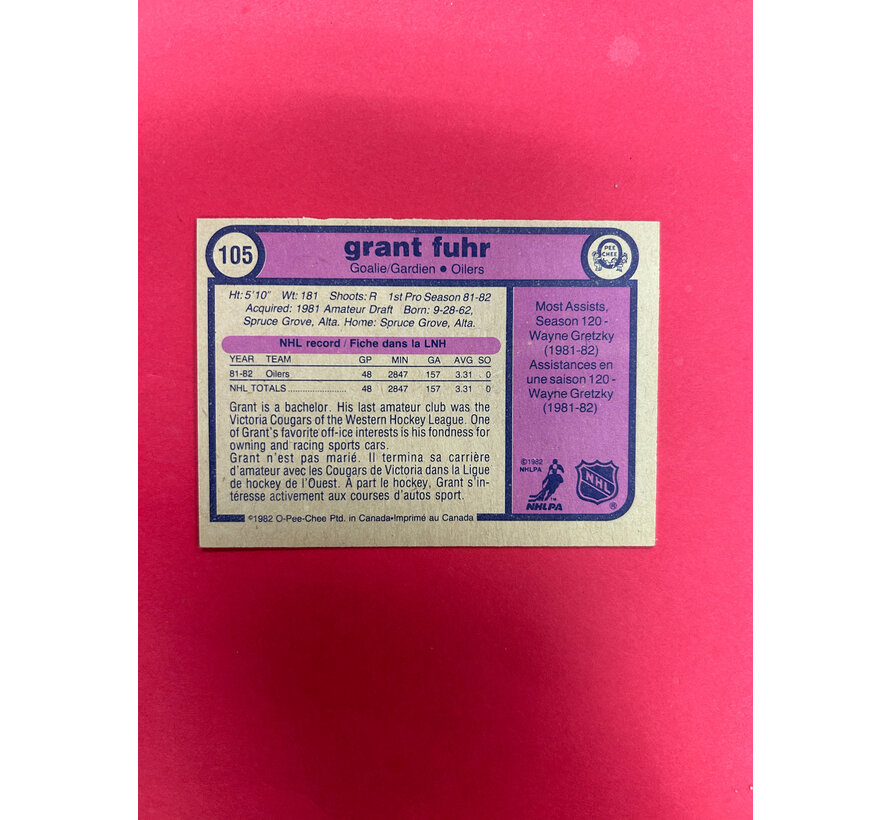 105
grant fuhr
Goalie/Gardien • Oilers
O PEE CHEE
Ht: 5'10" Wt: 181 Shoots: R 1st Pro Season 81-82
Acquired: 1981 Amateur Draft Born: 9-28-62,
Spruce Grove, Alta. Home: Spruce Grove, Alta.
NHL record / Fiche dans la LNH
YEAR TEAM GP MIN GA AVG SO
81-82 Oilers 48 2847 157 3.31 0
NHL TOTALS 48 2847 157 3.31 0
Grant is a bachelor. His last amateur club was the
Victoria Cougars of the Western Hockey League. One
of Grant's favorite off-ice interests is his fondness for
owning and racing sports cars.
Grant n'est pas marié. Il termina sa carrière
d'amateur avec les Cougars de Victoria dans la Ligue
de hockey de l'Ouest. À part le hockey, Grant s'in-
téresse activement aux courses d'autos sport.
©1982 O-Pee-Chee Ptd. in Canada•Imprimé au Canada
Most Assists,
Season 120 -
Wayne Gretzky
(1981-82)
Assistances en
une saison 120 -
Wayne Gretzky
(1981-82)
©1982
NHLPA
NHLPA
TM
NHL
®